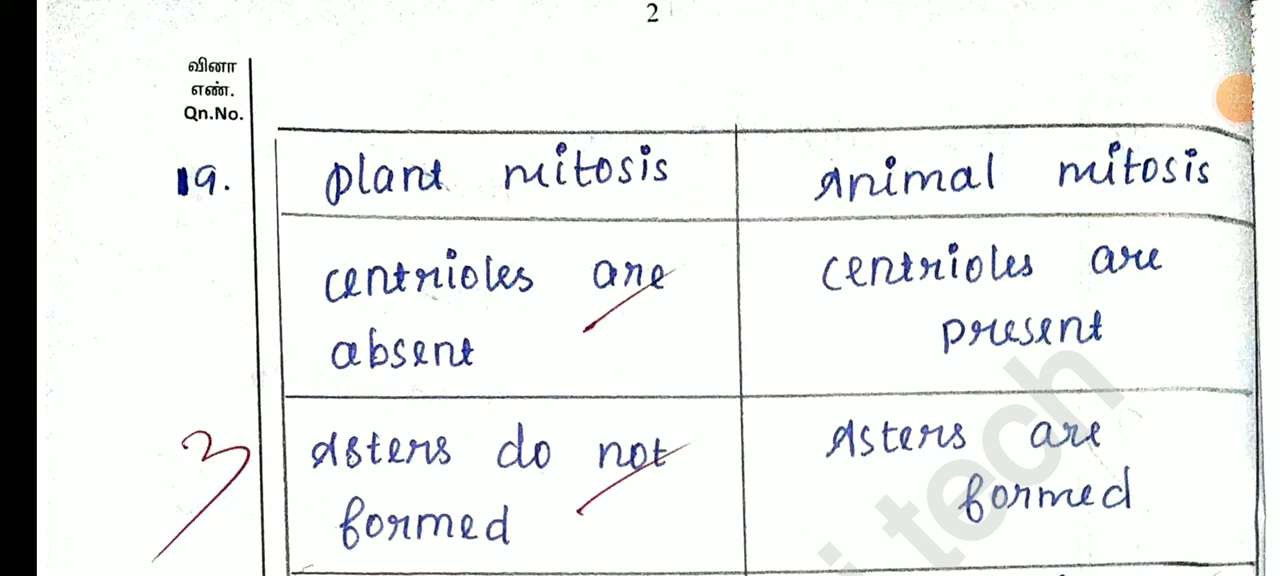 2
வினா
எண்.
Qn.No.
19.
Plant mitosis
Animal mitosis
centrioles are
absent
centrioles are
present
3
Asters do not
formed
Asters are
formed
tech